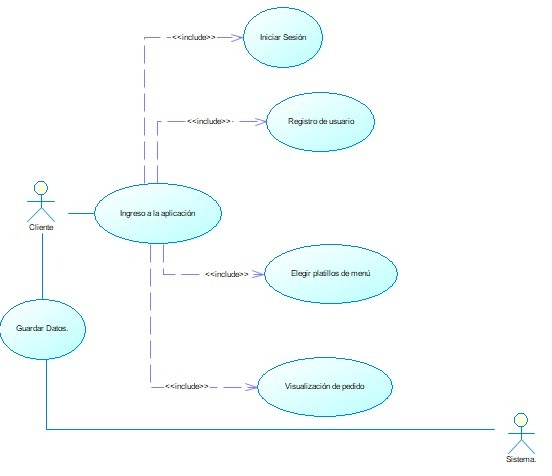 <<include>>
Iniciar Sesión
<<include>>
Registro de usuario
Ingreso a la aplicación
Cliente
<<include>>
Elegir platillos de menú
Guardar Datos.
<<include>>
Visualización de pedido
Sistema.